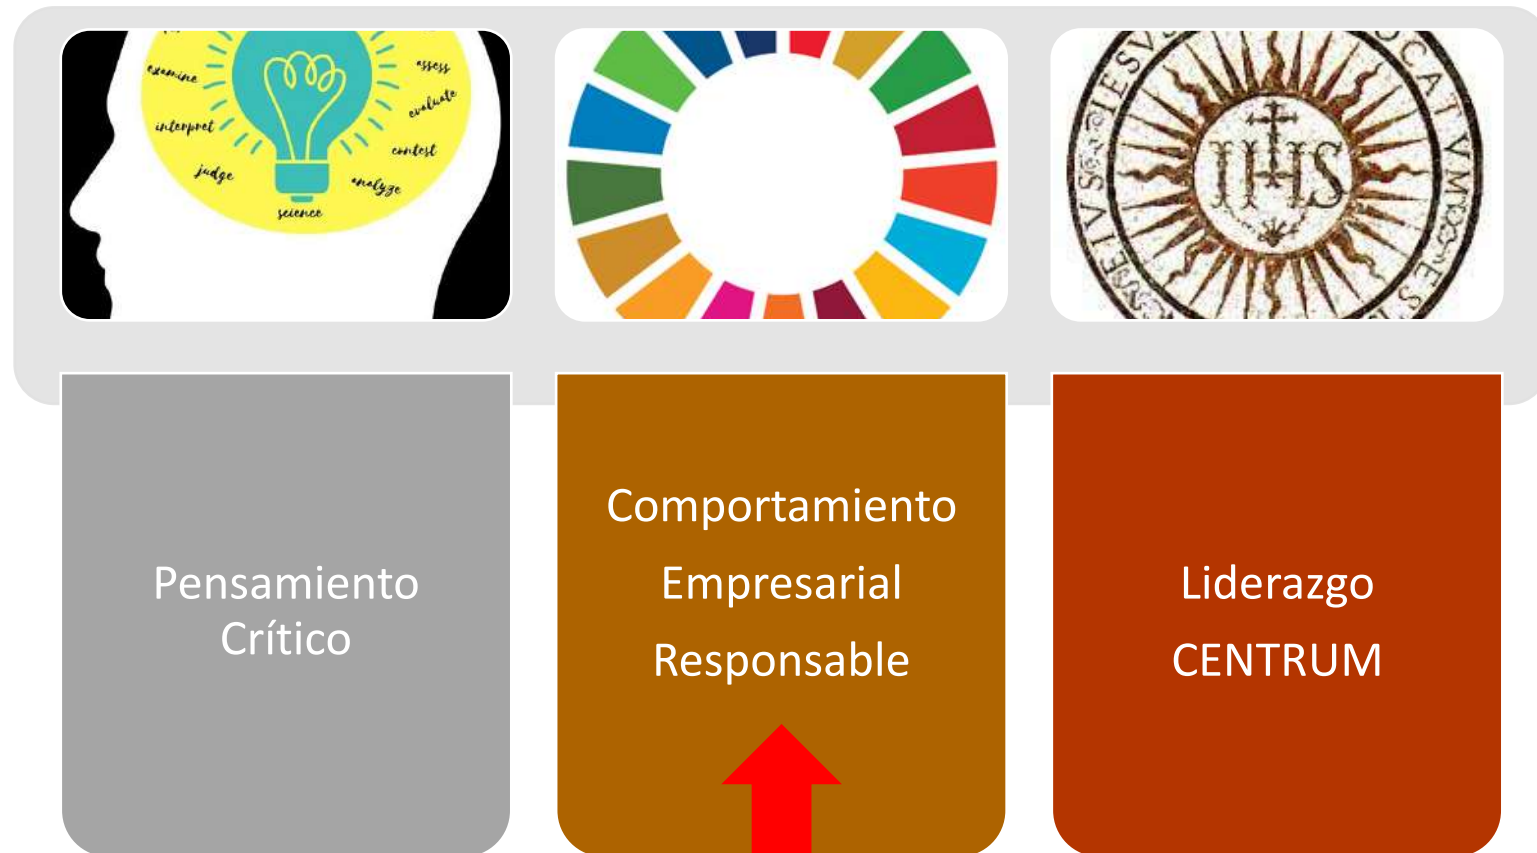 examine
assess
evaluate
interpret
contest
judge
analyze
science
IHS
Pensamiento
Crítico
Comportamiento
Empresarial
Responsable
Liderazgo
CENTRUM